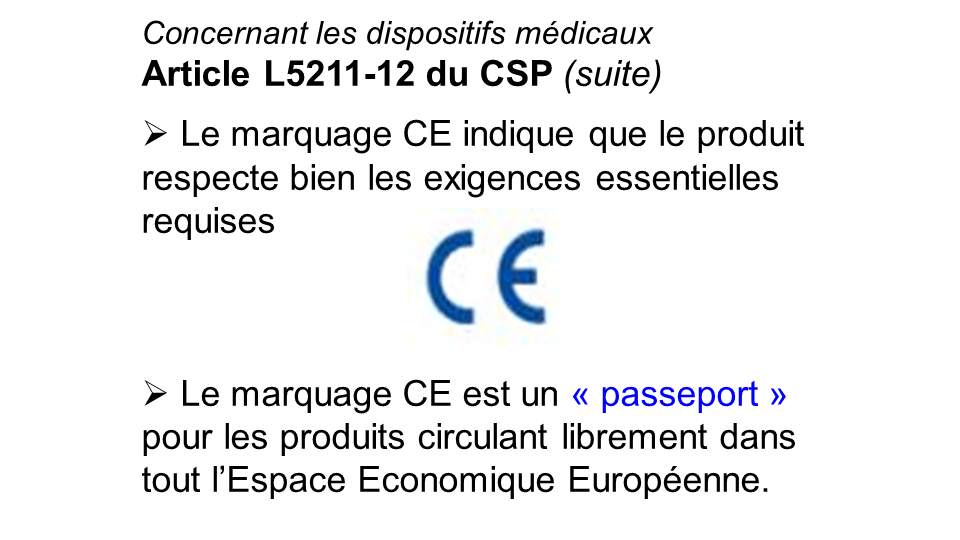 Concernant les dispositifs médicaux
Article L5211-12 du CSP (suite)
➢ Le marquage CE indique que le produit
respecte bien les exigences essentielles
requises
CE
➢ Le marquage CE est un « passeport »
pour les produits circulant librement dans
tout l’Espace Economique Européenne.